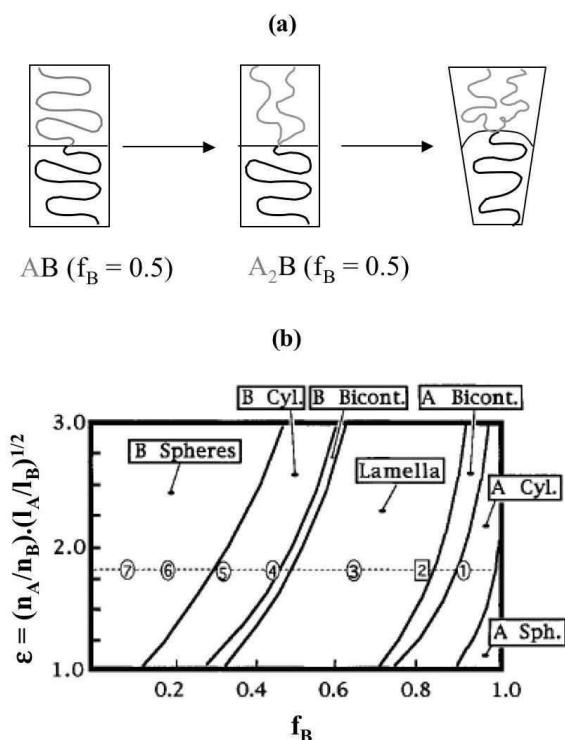 (a)
AB (f_B = 0.5)
A₂B (f_B = 0.5)
(b)
B Cyl.
B Bicont.
A Bicont.
B Spheres
Lamella
A Cyl.
A Sph.
3.0
2.0
1.0
7
6
5
4
3
2
1
0.2
0.4
0.6
0.8
1.0
ε = (n_A/n_B).(l_A/l_B)^1/2
f_B